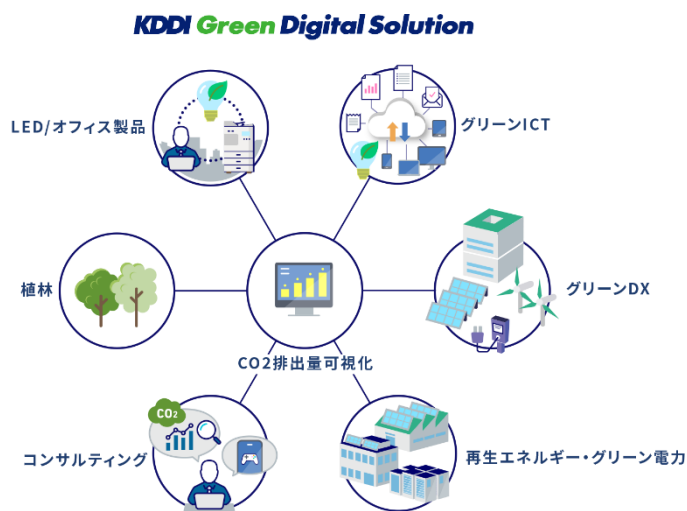 KDDI Green Digital Solution
LED/オフィス製品
グリーンICT
植林
グリーンDX
CO2排出量可視化
CO2
コンサルティング
再生エネルギー・グリーン電力